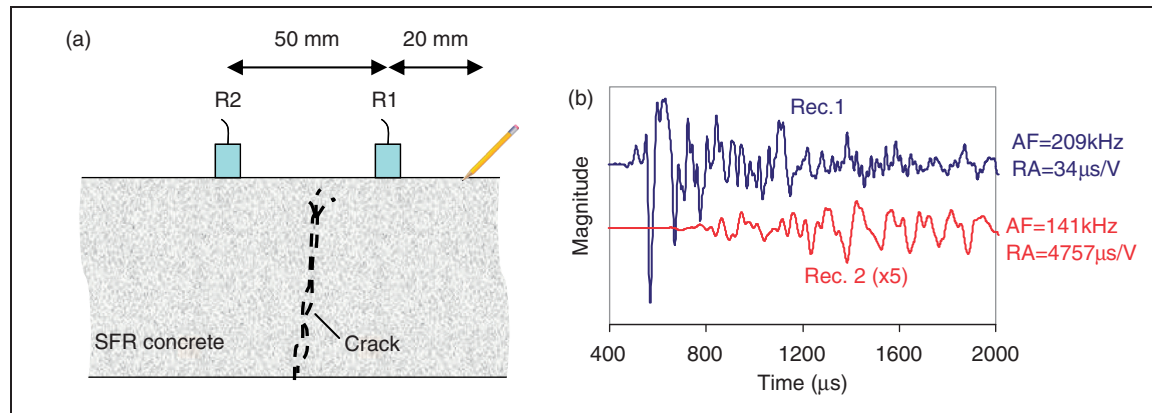 (a)
50 mm
20 mm
R2
R1
SFR concrete
Crack
(b)
Rec.1
AF=209kHz
RA=34µs/V
AF=141kHz
RA=4757µs/V
Rec. 2 (x5)
Magnitude
400
800
1200
1600
2000
Time (µs)